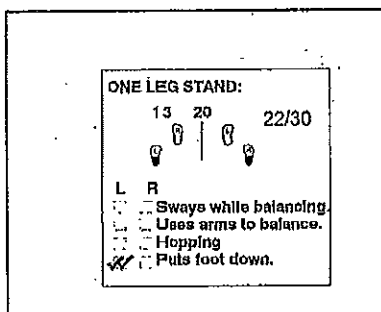 ONE LEG STAND:
13 20 22/30
L R
Sways while balancing.
Uses arms to balance.
Hopping
Puts foot down.